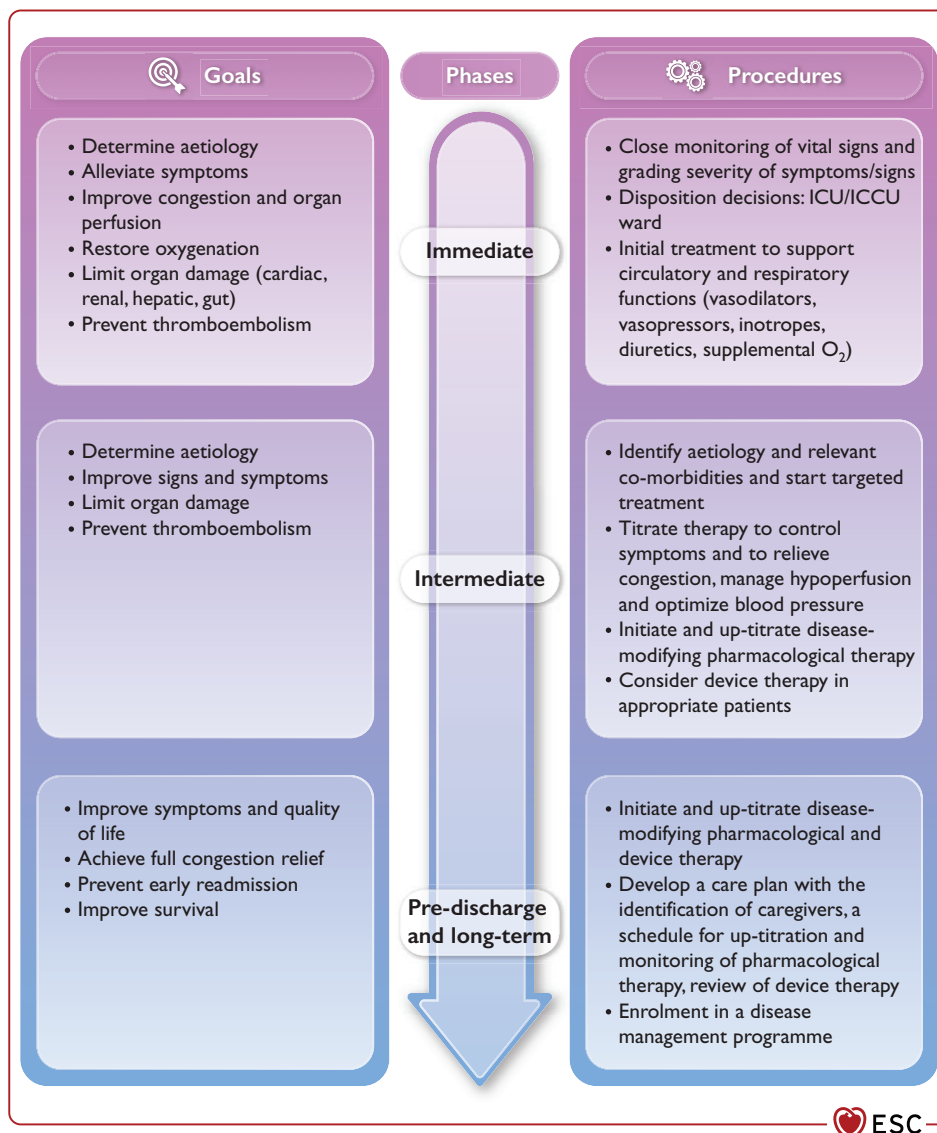 Goals
Phases
Procedures
• Determine aetiology
• Alleviate symptoms
• Improve congestion and organ
perfusion
• Restore oxygenation
• Limit organ damage (cardiac,
renal, hepatic, gut)
• Prevent thromboembolism
Immediate
• Close monitoring of vital signs and
grading severity of symptoms/signs
• Disposition decisions: ICU/ICCU
ward
• Initial treatment to support
circulatory and respiratory
functions (vasodilators,
vasopressors, inotropes,
diuretics, supplemental O₂)
• Determine aetiology
• Improve signs and symptoms
• Limit organ damage
• Prevent thromboembolism
Intermediate
• Identify aetiology and relevant
co-morbidities and start targeted
treatment
• Titrate therapy to control
symptoms and to relieve
congestion, manage hypoperfusion
and optimize blood pressure
• Initiate and up-titrate disease-
modifying pharmacological therapy
• Consider device therapy in
appropriate patients
• Improve symptoms and quality
of life
• Achieve full congestion relief
• Prevent early readmission
• Improve survival
Pre-discharge
and long-term
• Initiate and up-titrate disease-
modifying pharmacological and
device therapy
• Develop a care plan with the
identification of caregivers, a
schedule for up-titration and
monitoring of pharmacological
therapy, review of device therapy
• Enrolment in a disease
management programme
ESC